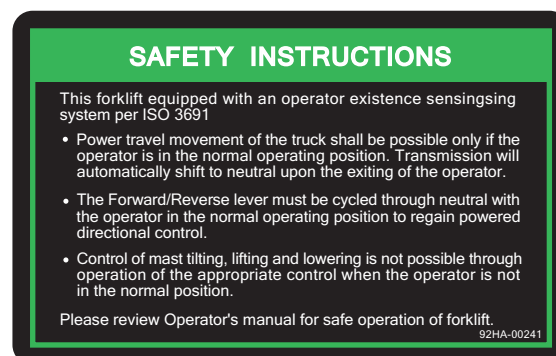 SAFETY INSTRUCTIONS
This forklift equipped with an operator existence sensingsing
system per ISO 3691
• Power travel movement of the truck shall be possible only if the
operator is in the normal operating position. Transmission will
automatically shift to neutral upon the exiting of the operator.
• The Forward/Reverse lever must be cycled through neutral with
the operator in the normal operating position to regain powered
directional control.
• Control of mast tilting, lifting and lowering is not possible through
operation of the appropriate control when the operator is not
in the normal position.
Please review Operator's manual for safe operation of forklift.
92HA-00241